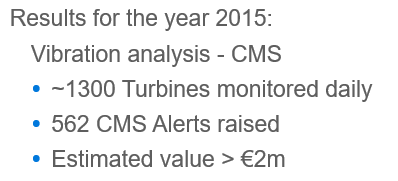 Results for the year 2015:
Vibration analysis - CMS
• ~1300 Turbines monitored daily
• 562 CMS Alerts raised
• Estimated value > €2m